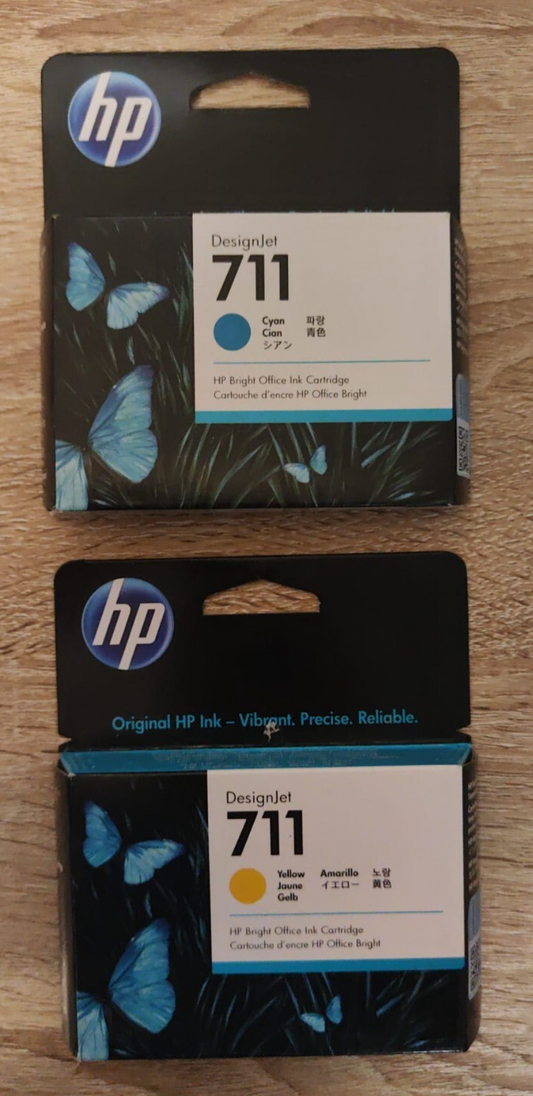 hp
DesignJet
711
Cyan 파랑
Cian 青色
シアン
HP Bright Office Ink Cartridge
Cartouche d'encre HP Office Bright
hp
Original HP Ink – Vibrant. Precise. Reliable.
DesignJet
711
Yellow Amarillo 노랑
Jaune イエロー 黄色
Gelb
HP Bright Office Ink Cartridge
Cartouche d'encre HP Office Bright